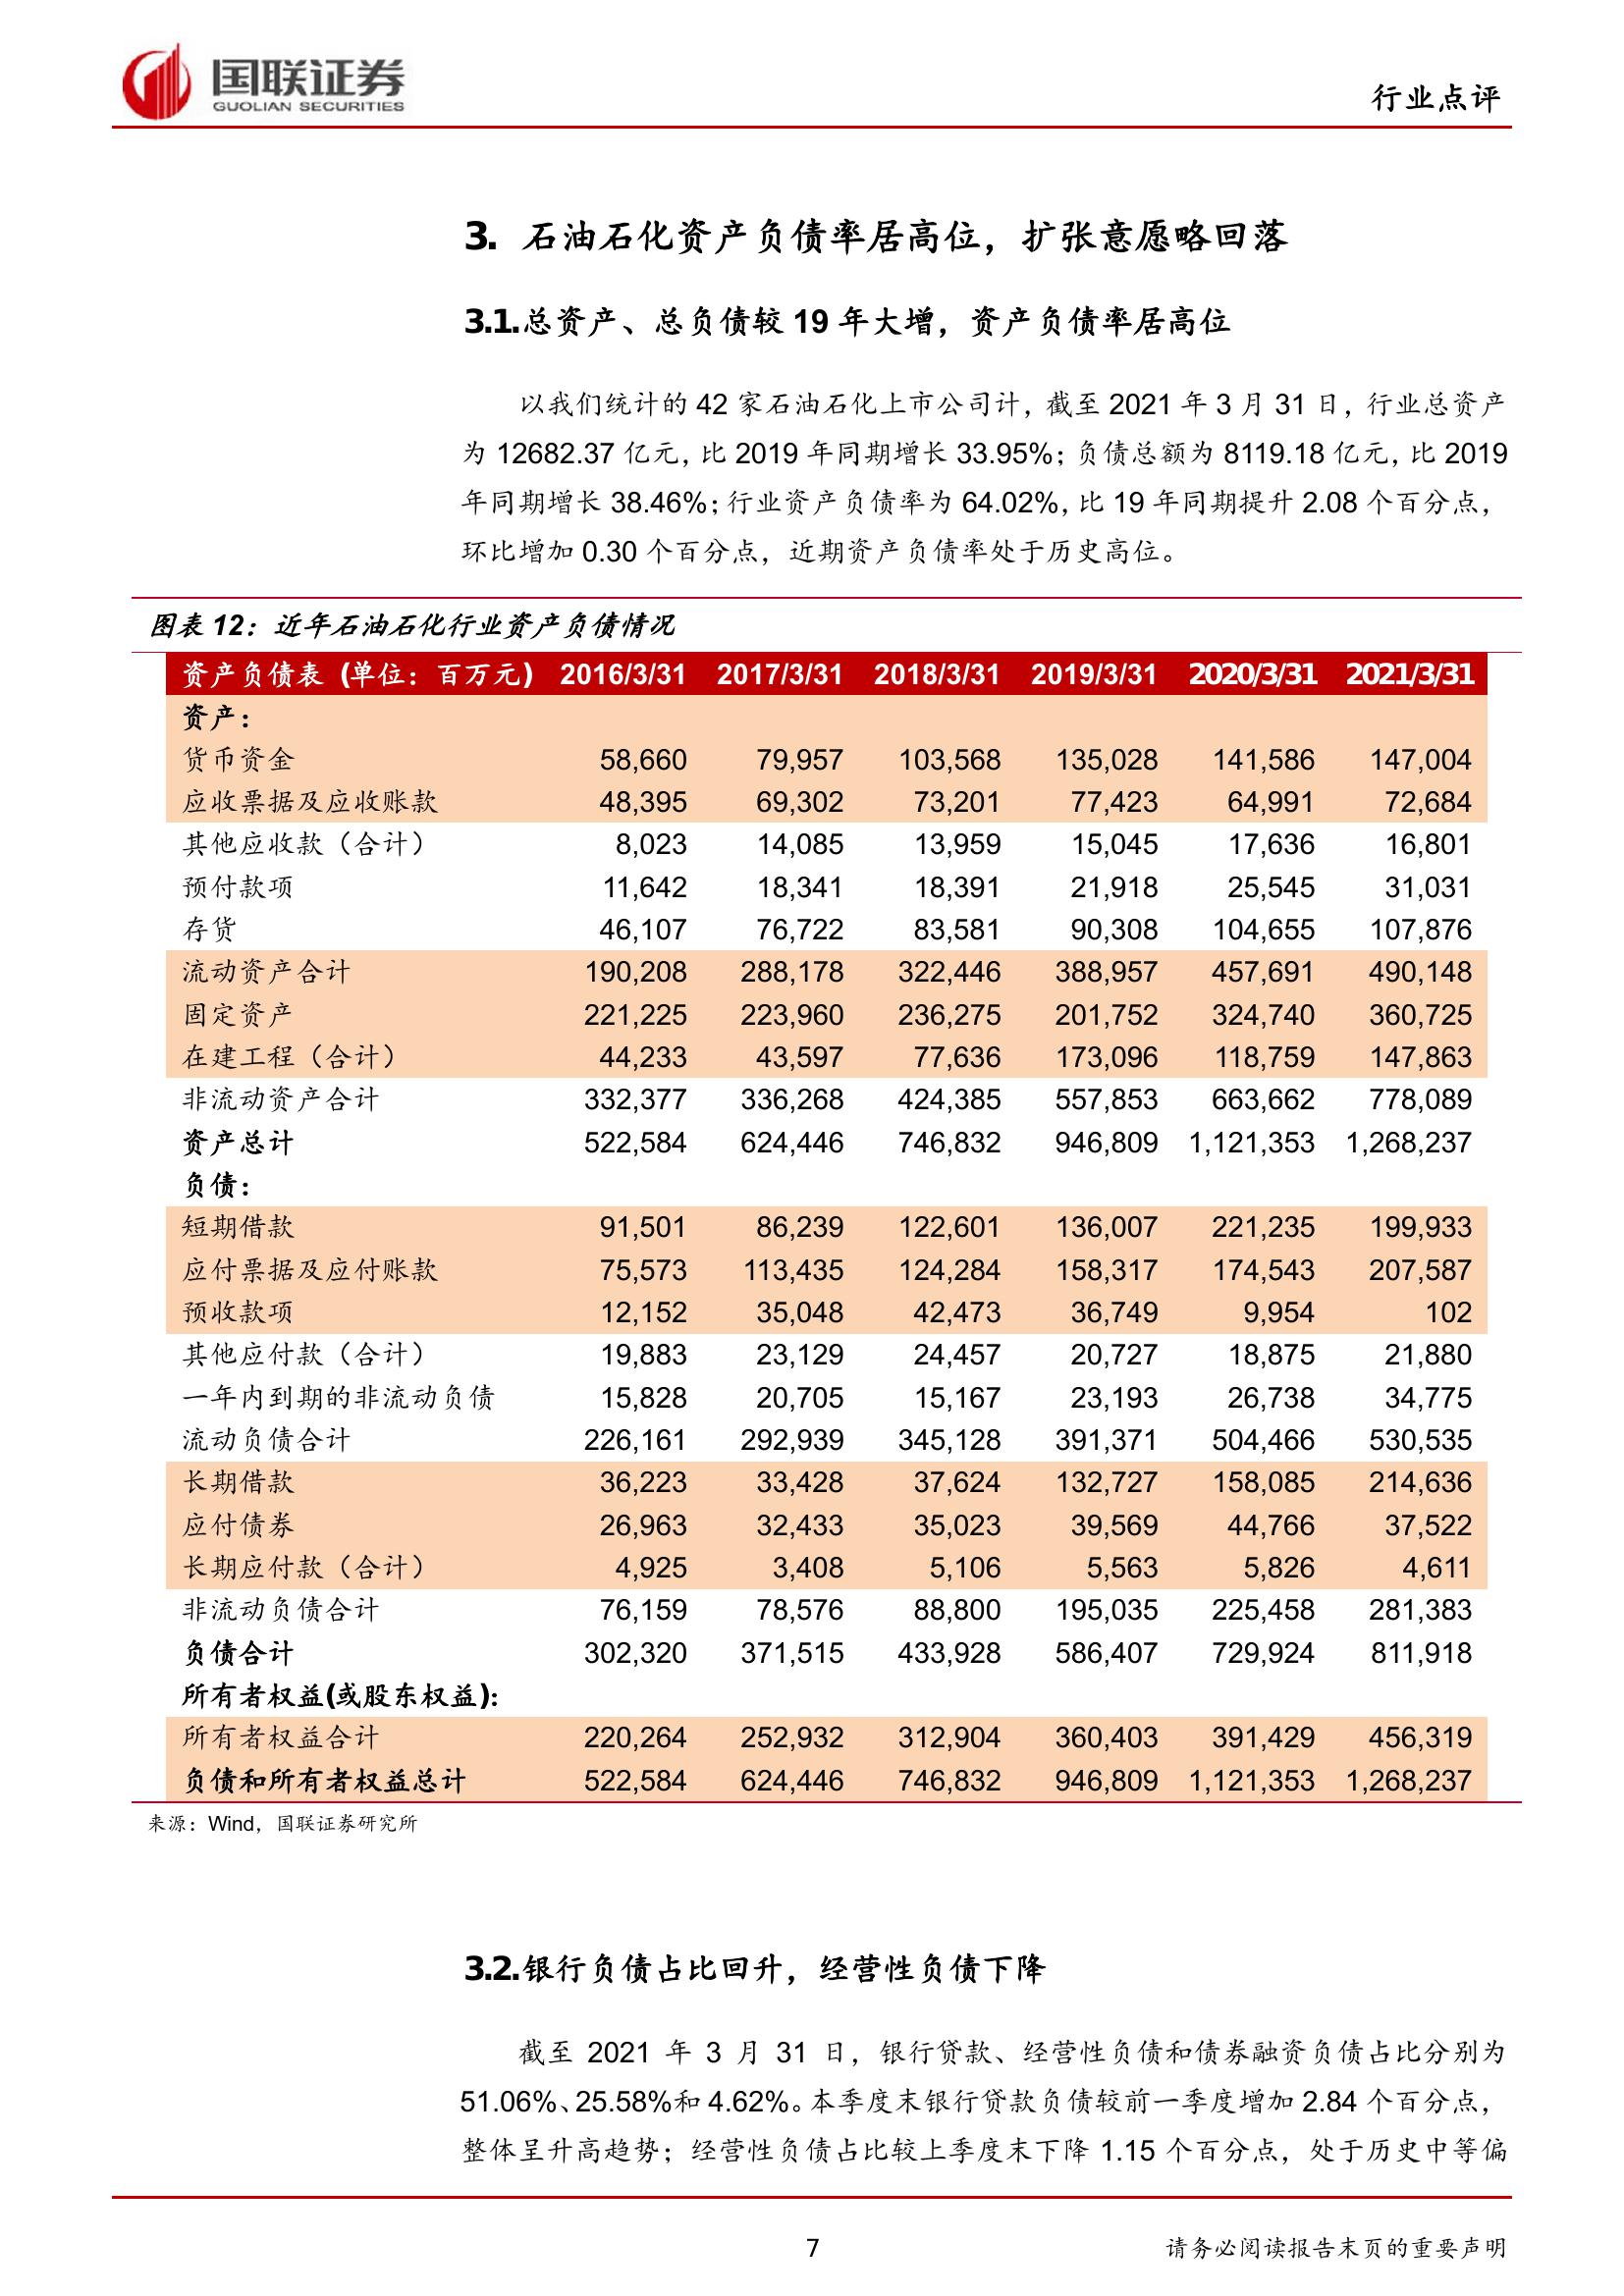 国联证券
GUOLIAN SECURITIES
行业点评
3. 石油石化资产负债率居高位，扩张意愿略回落
3.1.总资产、总负债较 19 年大增，资产负债率居高位
以我们统计的 42 家石油石化上市公司计，截至 2021 年 3 月 31 日，行业总资产
为 12682.37 亿元，比 2019 年同期增长 33.95%；负债总额为 8119.18 亿元，比 2019
年同期增长 38.46%；行业资产负债率为 64.02%，比 19 年同期提升 2.08 个百分点，
环比增加 0.30 个百分点，近期资产负债率处于历史高位。
图表 12：近年石油石化行业资产负债情况
资产负债表 (单位：百万元) 2016/3/31 2017/3/31 2018/3/31 2019/3/31 2020/3/31 2021/3/31
资产：
货币资金 58,660 79,957 103,568 135,028 141,586 147,004
应收票据及应收账款 48,395 69,302 73,201 77,423 64,991 72,684
其他应收款（合计） 8,023 14,085 13,959 15,045 17,636 16,801
预付款项 11,642 18,341 18,391 21,918 25,545 31,031
存货 46,107 76,722 83,581 90,308 104,655 107,876
流动资产合计 190,208 288,178 322,446 388,957 457,691 490,148
固定资产 221,225 223,960 236,275 201,752 324,740 360,725
在建工程（合计） 44,233 43,597 77,636 173,096 118,759 147,863
非流动资产合计 332,377 336,268 424,385 557,853 663,662 778,089
资产总计 522,584 624,446 746,832 946,809 1,121,353 1,268,237
负债：
短期借款 91,501 86,239 122,601 136,007 221,235 199,933
应付票据及应付账款 75,573 113,435 124,284 158,317 174,543 207,587
预收款项 12,152 35,048 42,473 36,749 9,954 102
其他应付款（合计） 19,883 23,129 24,457 20,727 18,875 21,880
一年内到期的非流动负债 15,828 20,705 15,167 23,193 26,738 34,775
流动负债合计 226,161 292,939 345,128 391,371 504,466 530,535
长期借款 36,223 33,428 37,624 132,727 158,085 214,636
应付债券 26,963 32,433 35,023 39,569 44,766 37,522
长期应付款（合计） 4,925 3,408 5,106 5,563 5,826 4,611
非流动负债合计 76,159 78,576 88,800 195,035 225,458 281,383
负债合计 302,320 371,515 433,928 586,407 729,924 811,918
所有者权益(或股东权益)：
所有者权益合计 220,264 252,932 312,904 360,403 391,429 456,319
负债和所有者权益总计 522,584 624,446 746,832 946,809 1,121,353 1,268,237
来源：Wind，国联证券研究所
3.2.银行负债占比回升，经营性负债下降
截至 2021 年 3 月 31 日，银行贷款、经营性负债和债券融资负债占比分别为
51.06%、25.58%和 4.62%。本季度末银行贷款负债较前一季度增加 2.84 个百分点，
整体呈升高趋势；经营性负债占比较上季度末下降 1.15 个百分点，处于历史中等偏
7
请务必阅读报告末页的重要声明